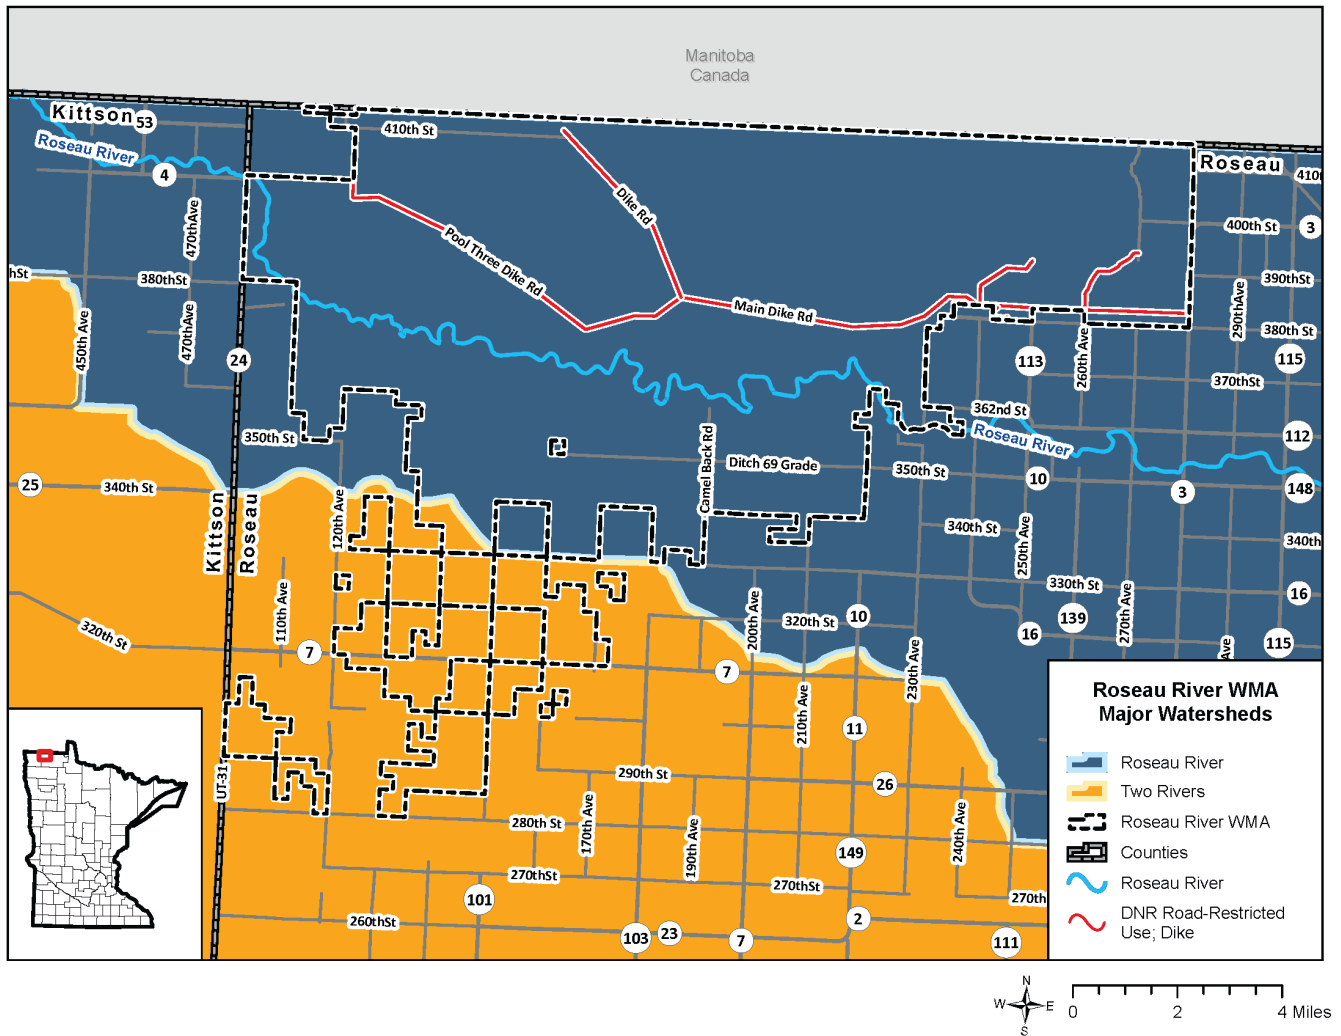 Manitoba
Canada
Kittson
53
410th St
Roseau River
4
Roseau
410t
400th St
3
470thAve
Dike Rd
Pool Three Dike Rd
hSt
380thSt
390thSt
290thAve
450th Ave
470thAve
Main Dike Rd
380th St
24
113
260th Ave
115
370thSt
362nd St
Roseau River
112
350th St
Camel Back Rd
Ditch 69 Grade
350th St
10
3
148
25
340th St
Kittson
Roseau
120th Ave
340th St
250th Ave
340th
110th Ave
330th St
16
320th St
7
200th Ave
320th St
10
16
139
270th Ave
115
Ave
7
230th Ave
210th Ave
11
UT-31
290th St
26
280th St
170th Ave
190th Ave
240th Ave
149
270thSt
270thSt
270th
101
260thSt
103
23
7
2
111
Roseau River WMA
Major Watersheds
Roseau River
Two Rivers
Roseau River WMA
Counties
Roseau River
DNR Road-Restricted
Use; Dike
N
W
E
S
0
2
4 Miles